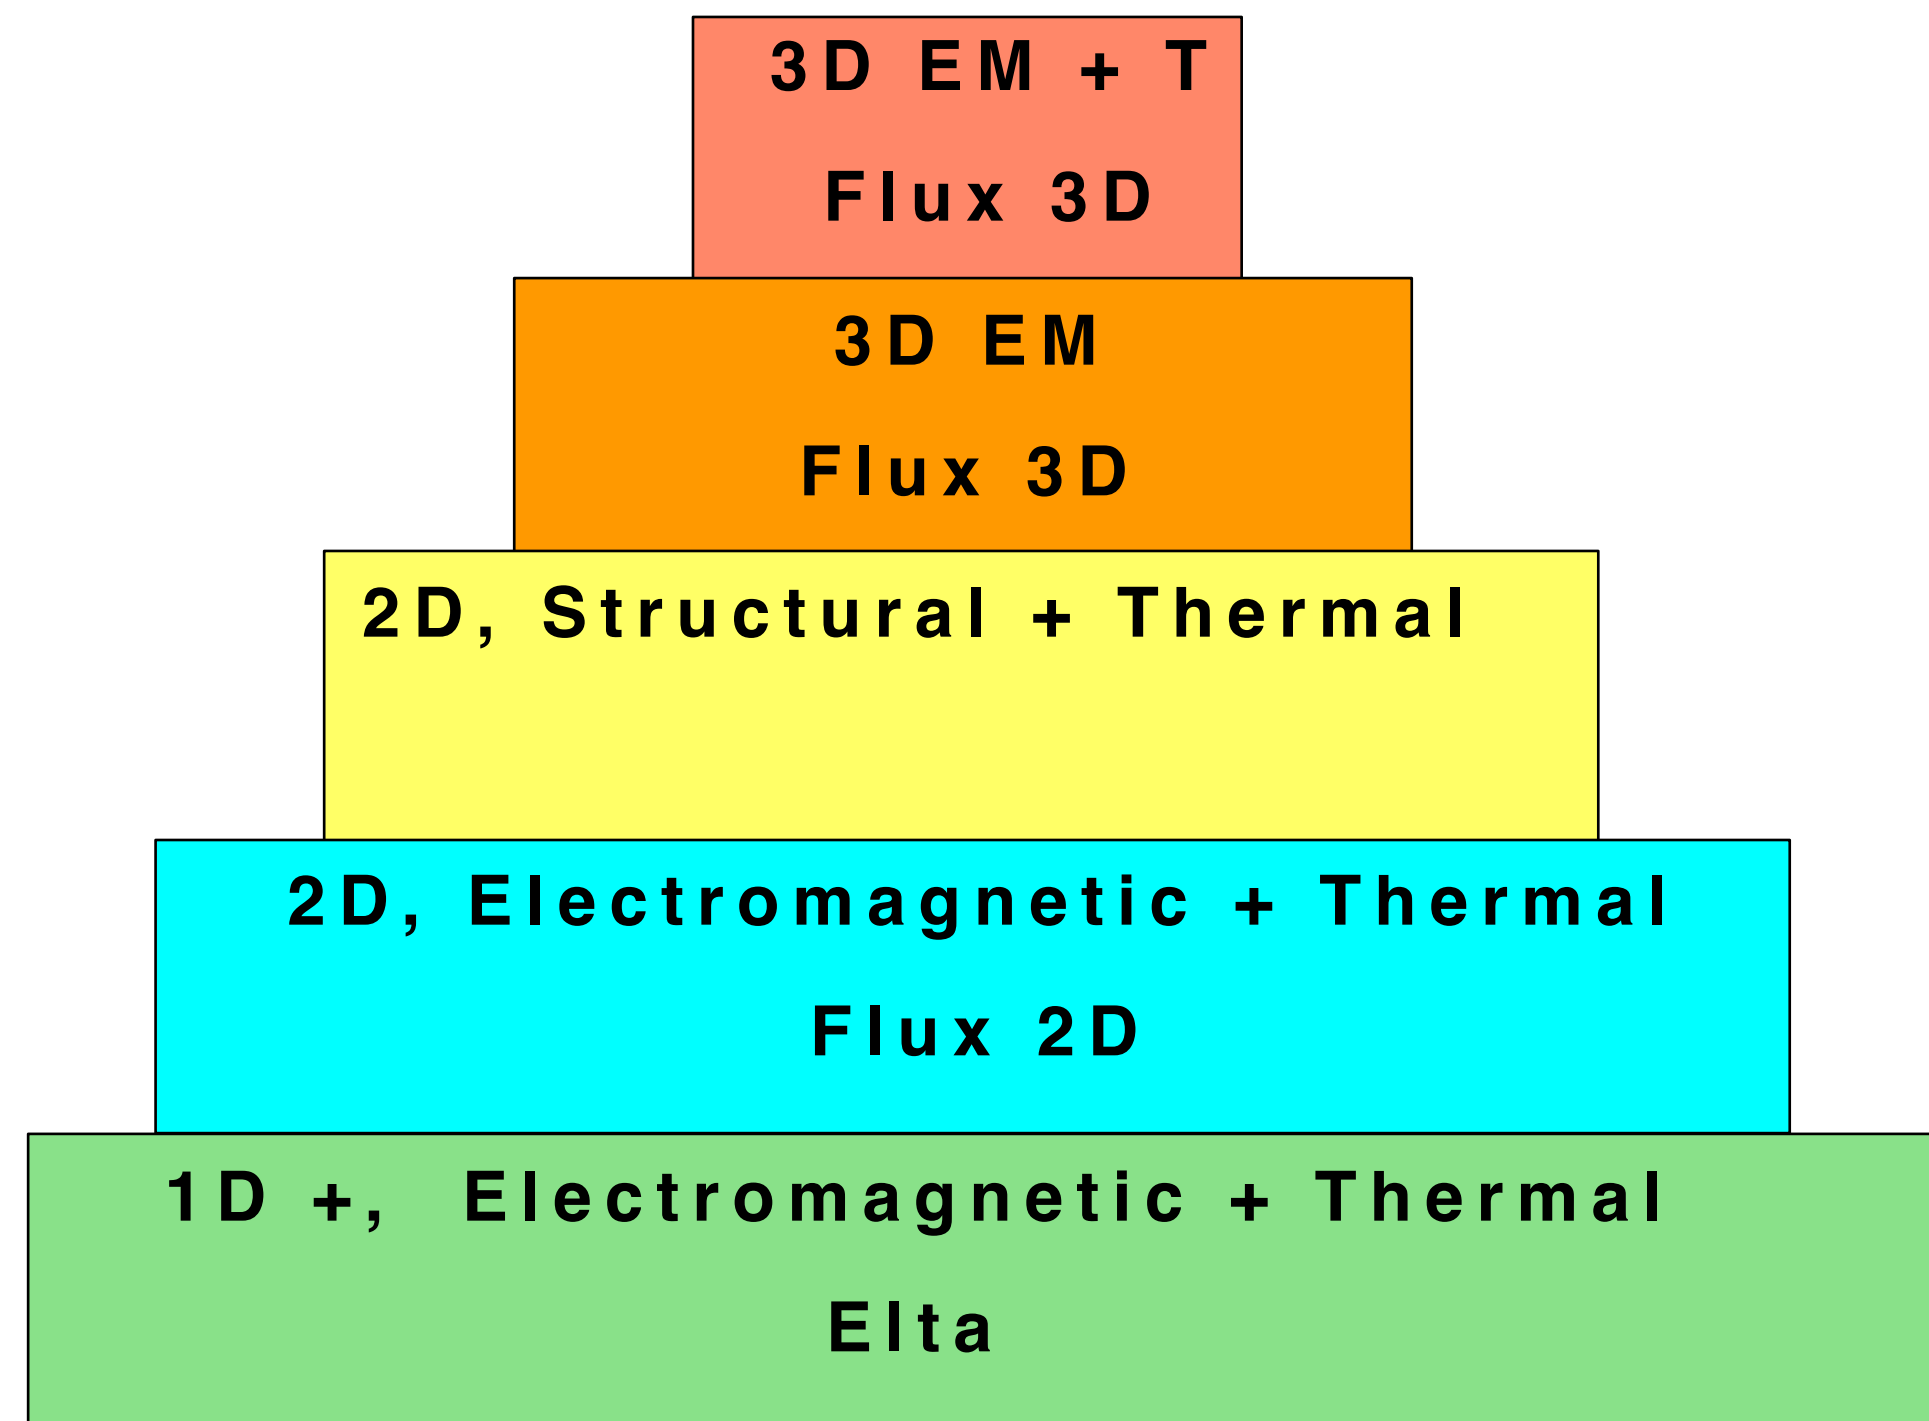 3D EM + T
Flux 3D
3D EM
Flux 3D
2D, Structural + Thermal
2D, Electromagnetic + Thermal
Flux 2D
1D +, Electromagnetic + Thermal
Elta